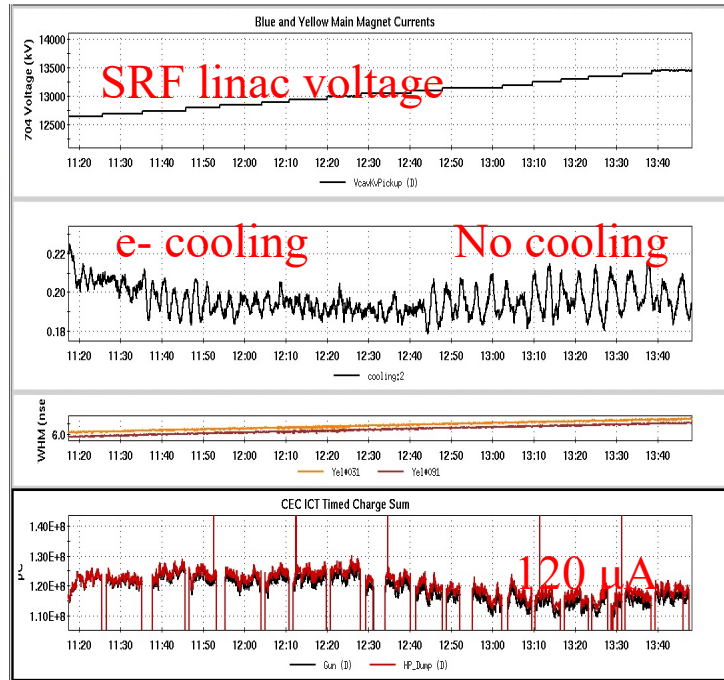 Blue and Yellow Main Magnet Currents
704 Voltage (kV)
14000
13500
13000
12500
SRF linac voltage
11:20 11:30 11:40 11:50 12:00 12:10 12:20 12:30 12:40 12:50 13:00 13:10 13:20 13:30 13:40
VcavKvPickup (D)
e- cooling
No cooling
0.22
0.20
0.18
11:20 11:30 11:40 11:50 12:00 12:10 12:20 12:30 12:40 12:50 13:00 13:10 13:20 13:30 13:40
cooling:2
WHM (nse
6.0
11:20 11:30 11:40 11:50 12:00 12:10 12:20 12:30 12:40 12:50 13:00 13:10 13:20 13:30 13:40
Yel#031 Yel#091
CEC ICT Timed Charge Sum
pC
1.40E+8
1.30E+8
1.20E+8
1.10E+8
120 µA
11:20 11:30 11:40 11:50 12:00 12:10 12:20 12:30 12:40 12:50 13:00 13:10 13:20 13:30 13:40
Gun (D) HP_Dump (D)